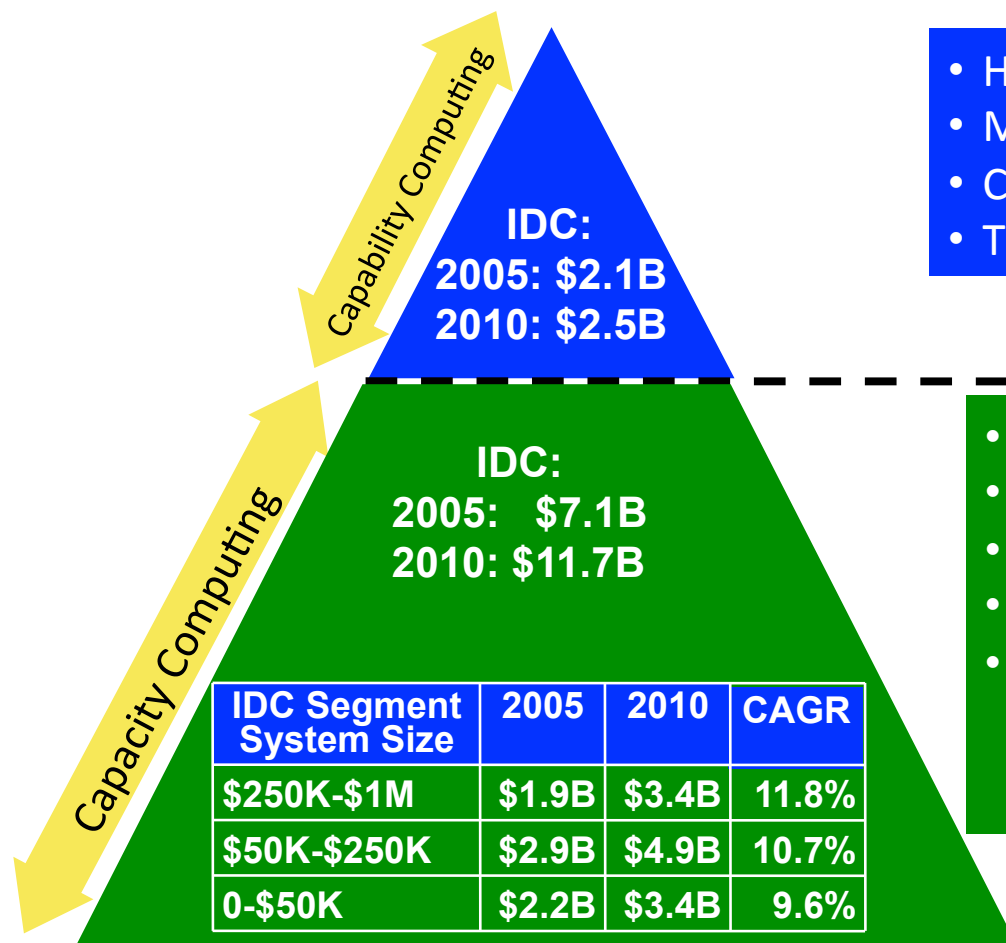 Capability Computing
IDC:
2005: $2.1B
2010: $2.5B
Capacity Computing
IDC:
2005: $7.1B
2010: $11.7B
IDC Segment System Size 2005 2010 CAGR
$250K-$1M $1.9B $3.4B 11.8%
$50K-$250K $2.9B $4.9B 10.7%
0-$50K $2.2B $3.4B 9.6%